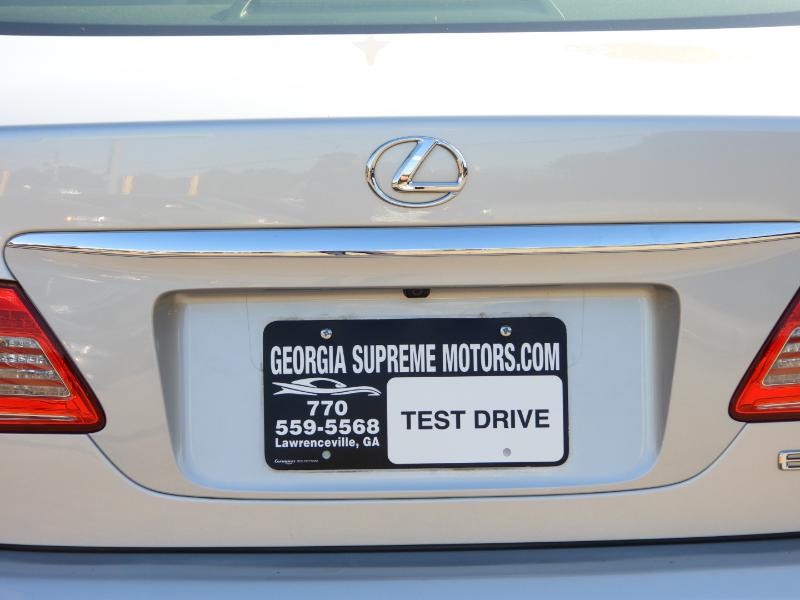 GEORGIA SUPREME MOTORS.COM
770
559-5568
Lawrenceville, GA
TEST DRIVE
E